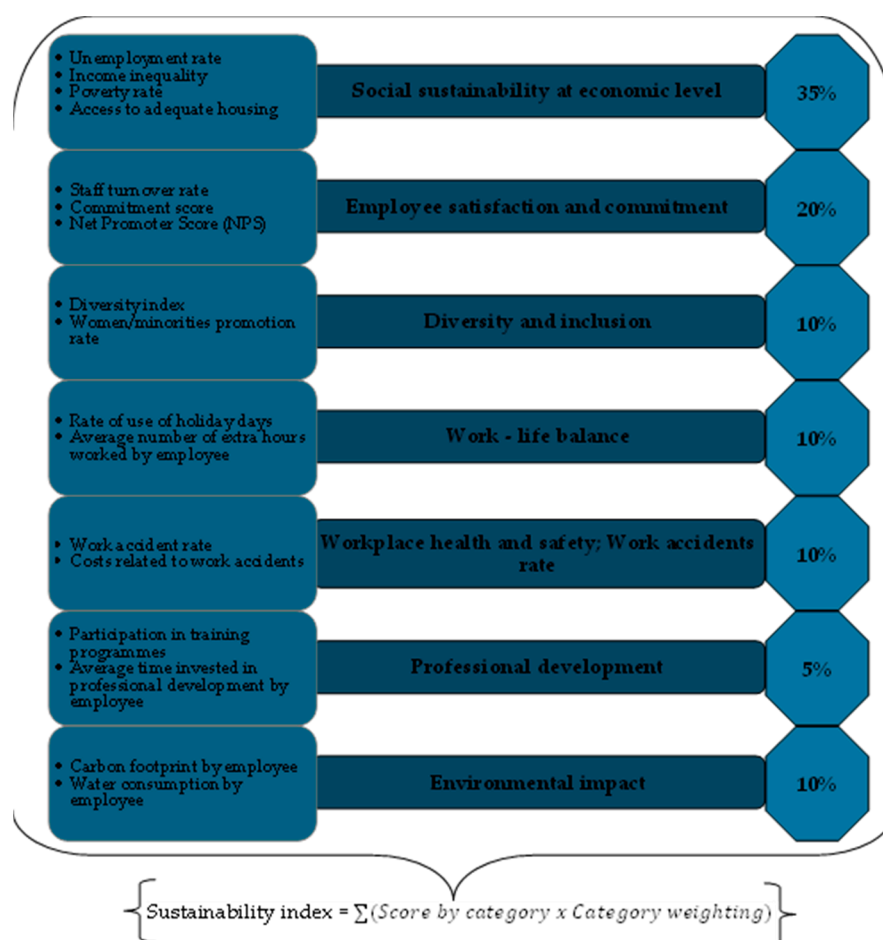 • Unemployment rate
• Income inequality
• Poverty rate
• Access to adequate housing
Social sustainability at economic level
35%
• Staff turnover rate
• Commitment score
• Net Promoter Score (NPS)
Employee satisfaction and commitment
20%
• Diversity index
• Women/minorities promotion
rate
Diversity and inclusion
10%
• Rate of use of holiday days
• Average number of extra hours
worked by employee
Work - life balance
10%
• Work accident rate
• Costs related to work accidents
Workplace health and safety; Work accidents
rate
10%
• Participation in training
programmes
• Average time invested in
professional development by
employee
Professional development
5%
• Carbon footprint by employee
• Water consumption by
employee
Environmental impact
10%
Sustainability index = ∑(Score by category x Category weighting)